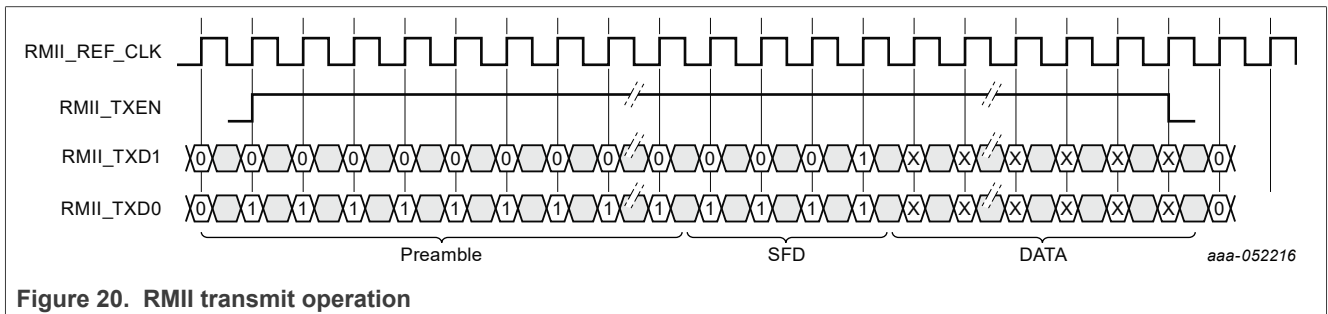 RMII_REF_CLK
RMII_TXEN
RMII_TXD1 0 0 0 0 0 0 0 0 0 0 0 0 0 1 X X X X X X 0
RMII_TXD0 0 1 1 1 1 1 1 1 1 1 1 1 1 1 X X X X X X 0
Preamble SFD DATA aaa-052216
Figure 20. RMII transmit operation